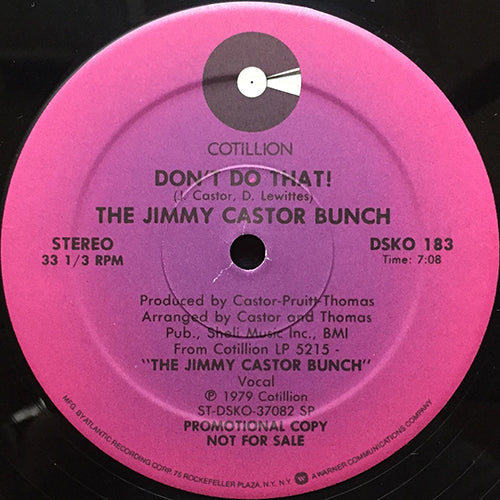 COTILLION
DON'T DO THAT!
(J. Castor, D. Lewittes)
THE JIMMY CASTOR BUNCH
STEREO
33 1/3 RPM
DSKO 183
Time: 7:08
Produced by Castor-Pruitt-Thomas
Arranged by Castor and Thomas
Pub., Sheli Music Inc., BMI
From Cotillion LP 5215 -
"THE JIMMY CASTOR BUNCH"
Vocal
℗ 1979 Cotillion
ST-DSKO-37082 SP
PROMOTIONAL COPY
NOT FOR SALE
MFG. BY ATLANTIC RECORDING CORP., 75 ROCKEFELLER PLAZA, N.Y. N.Y. A WARNER COMMUNICATIONS COMPANY